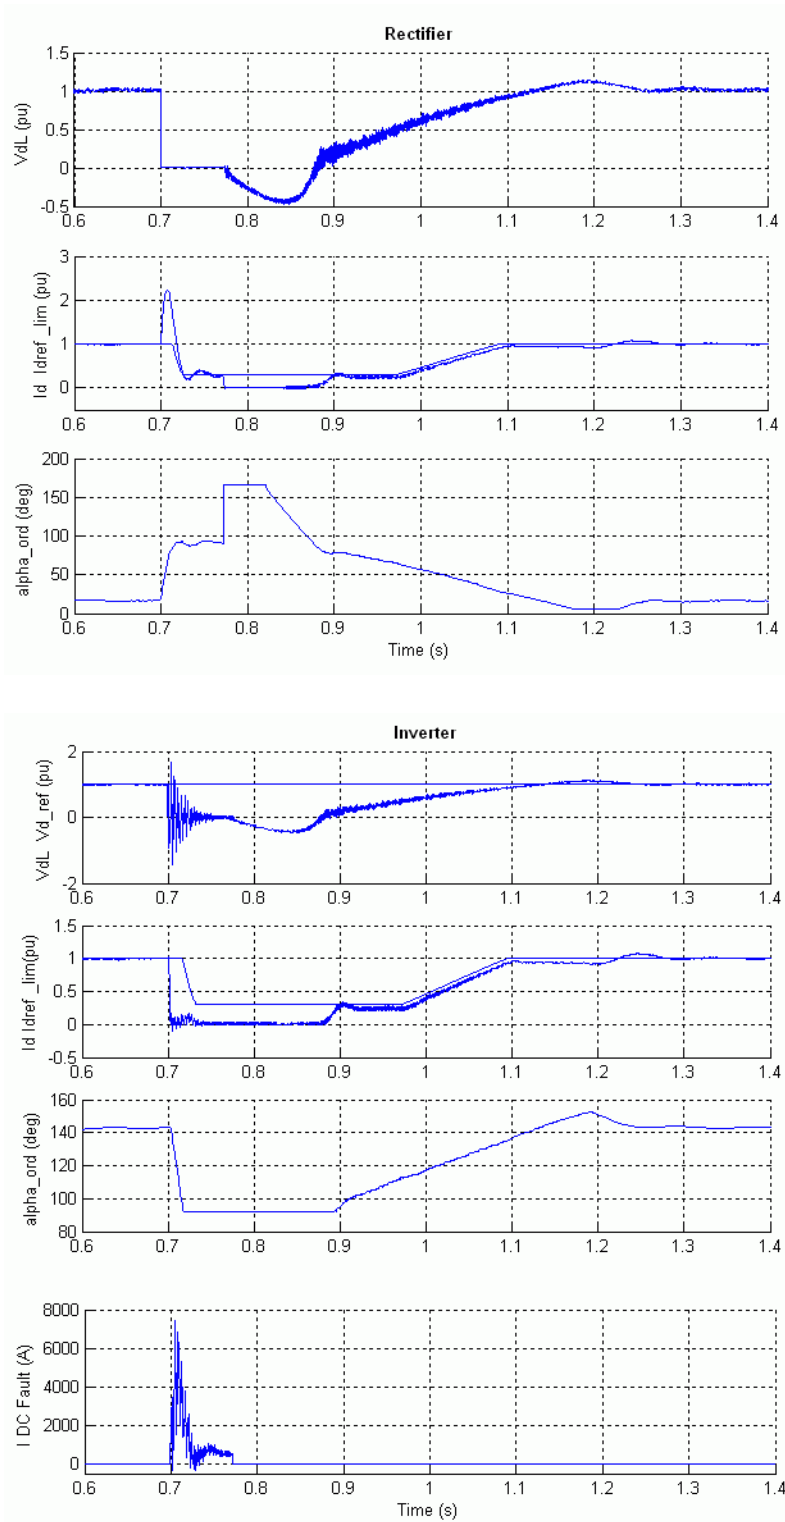 Rectifier
VdL (pu)
1.5
1
0.5
0
-0.5
0.6 0.7 0.8 0.9 1 1.1 1.2 1.3 1.4
Id Idref_lim (pu)
3
2
1
0
0.6 0.7 0.8 0.9 1 1.1 1.2 1.3 1.4
alpha_ord (deg)
200
150
100
50
0
0.6 0.7 0.8 0.9 1 1.1 1.2 1.3 1.4
Time (s)
Inverter
VdL Vd_ref (pu)
2
0
-2
0.6 0.7 0.8 0.9 1 1.1 1.2 1.3 1.4
Id Idref_lim(pu)
1.5
1
0.5
0
-0.5
0.6 0.7 0.8 0.9 1 1.1 1.2 1.3 1.4
alpha_ord (deg)
160
140
120
100
80
0.6 0.7 0.8 0.9 1 1.1 1.2 1.3 1.4
I DC Fault (A)
8000
6000
4000
2000
0
0.6 0.7 0.8 0.9 1 1.1 1.2 1.3 1.4
Time (s)